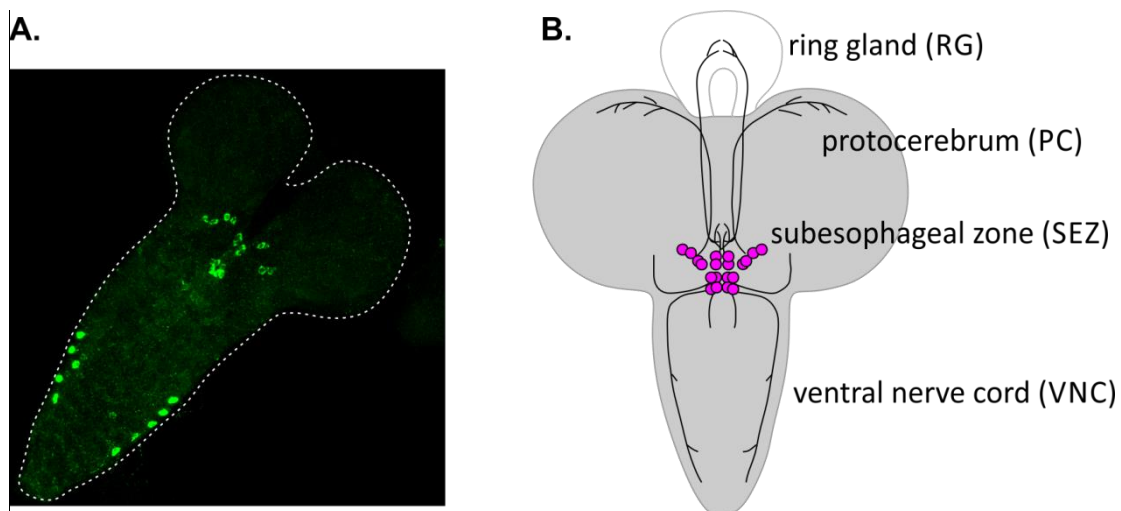 A.
B.
ring gland (RG)
protocerebrum (PC)
subesophageal zone (SEZ)
ventral nerve cord (VNC)